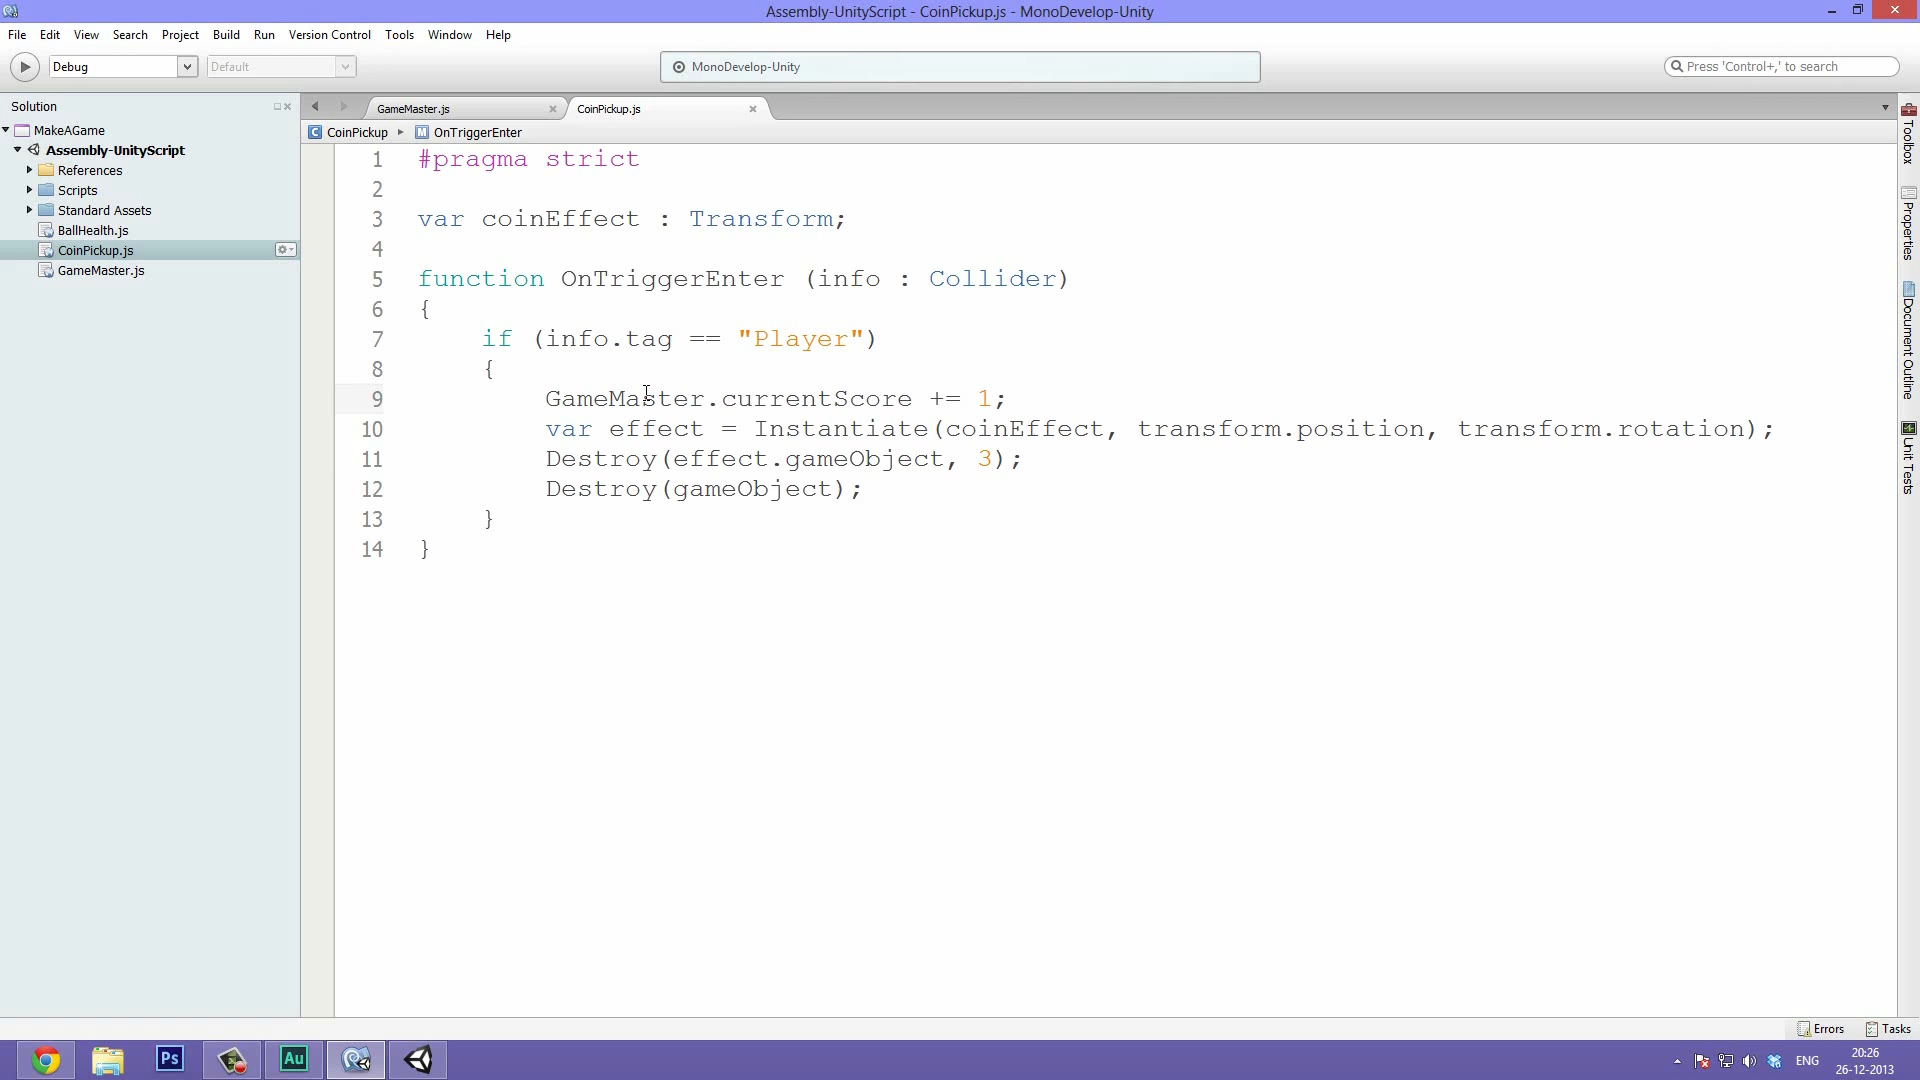 Assembly-UnityScript - CoinPickup.js - MonoDevelop-Unity
File Edit View Search Project Build Run Version Control Tools Window Help
Debug Default MonoDevelop-Unity Press 'Control+,' to search
Solution
MakeAGame
Assembly-UnityScript
References
Scripts
Standard Assets
BallHealth.js
CoinPickup.js
GameMaster.js
GameMaster.js CoinPickup.js
CoinPickup OnTriggerEnter
1 #pragma strict
2
3 var coinEffect : Transform;
4
5 function OnTriggerEnter (info : Collider)
6 {
7 if (info.tag == "Player")
8 {
9 GameMaster.currentScore += 1;
10 var effect = Instantiate(coinEffect, transform.position, transform.rotation);
11 Destroy(effect.gameObject, 3);
12 Destroy(gameObject);
13 }
14 }
Toolbox
Properties
Document Outline
Unit Tests
Errors Tasks
Ps Au ENG 20:26
26-12-2013